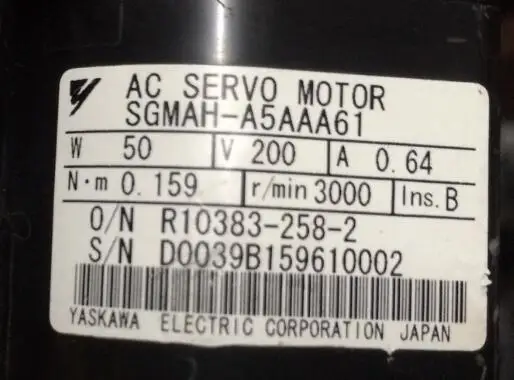 AC SERVO MOTOR
SGMAH-A5AAA61
W 50 V 200 A 0.64
N·m 0.159 r/min 3000 Ins. B
O/N R10383-258-2
S/N D0039B159610002
YASKAWA ELECTRIC CORPORATION JAPAN